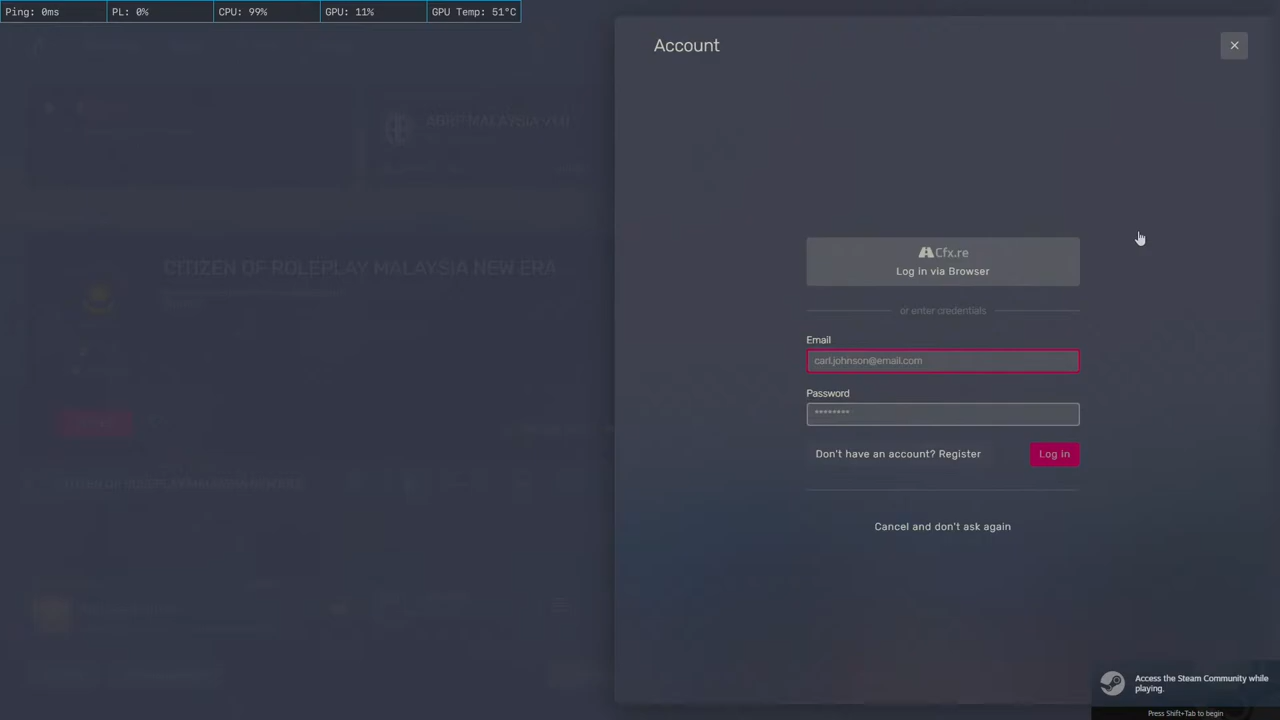 Ping: 0ms
PL: 0%
CPU: 99%
GPU: 11%
GPU Temp: 51°C
Account
Cfx.re
Log in via Browser
or enter credentials
Email
carl.johnson@email.com
Password
********
Don't have an account? Register
Log in
Cancel and don't ask again
CITIZEN OF ROLEPLAY MALAYSIA NEW ERA
Access the Steam Community while
playing.
Press Shift+Tab to begin